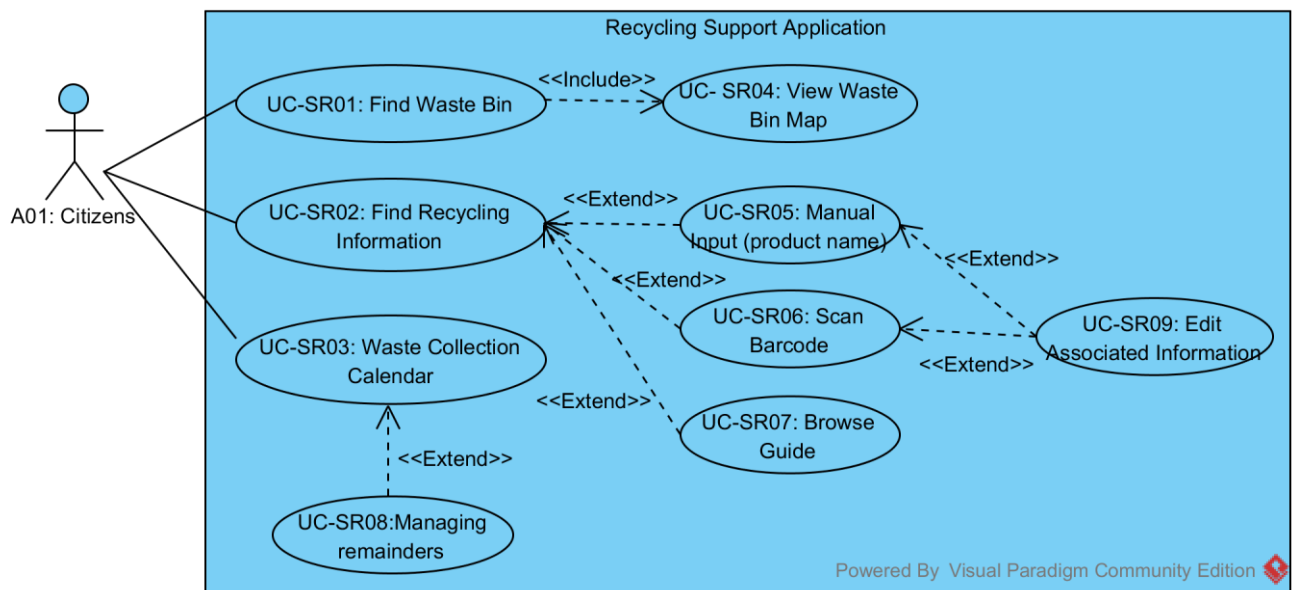 Recycling Support Application
<<Include>>
UC-SR01: Find Waste Bin
UC- SR04: View Waste
Bin Map
A01: Citizens
<<Extend>>
UC-SR02: Find Recycling
Information
UC-SR05: Manual
Input (product name)
<<Extend>>
<<Extend>>
UC-SR06: Scan
Barcode
UC-SR09: Edit
Associated Information
UC-SR03: Waste Collection
Calendar
<<Extend>>
<<Extend>>
UC-SR07: Browse
Guide
<<Extend>>
UC-SR08:Managing
remainders
Powered By Visual Paradigm Community Edition